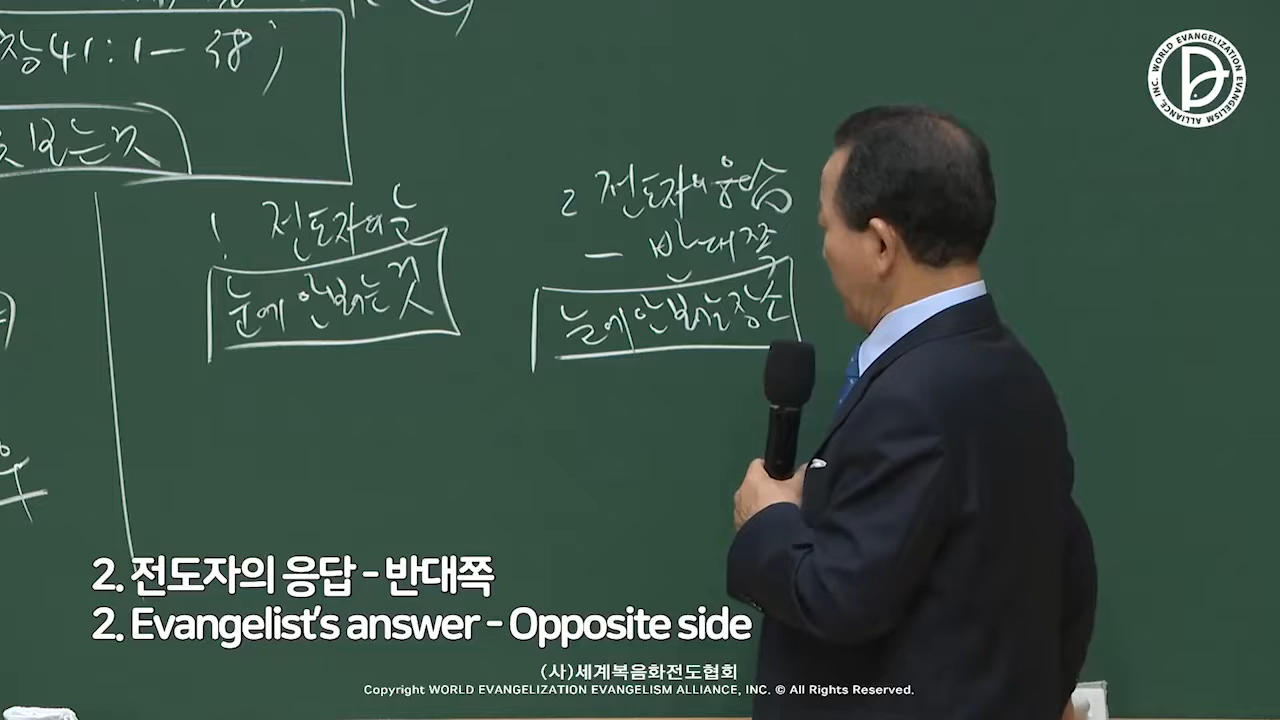 창41:1-38)
보는것
1 전도자의 눈
눈에 안보이는것
2 전도자의 응답
- 반대쪽
눈에 안보이는 장소
WORLD EVANGELIZATION EVANGELISM ALLIANCE, INC.
2. 전도자의 응답 - 반대쪽
2. Evangelist's answer - Opposite side
(사)세계복음화전도협회
Copyright WORLD EVANGELIZATION EVANGELISM ALLIANCE, INC. © All Rights Reserved.